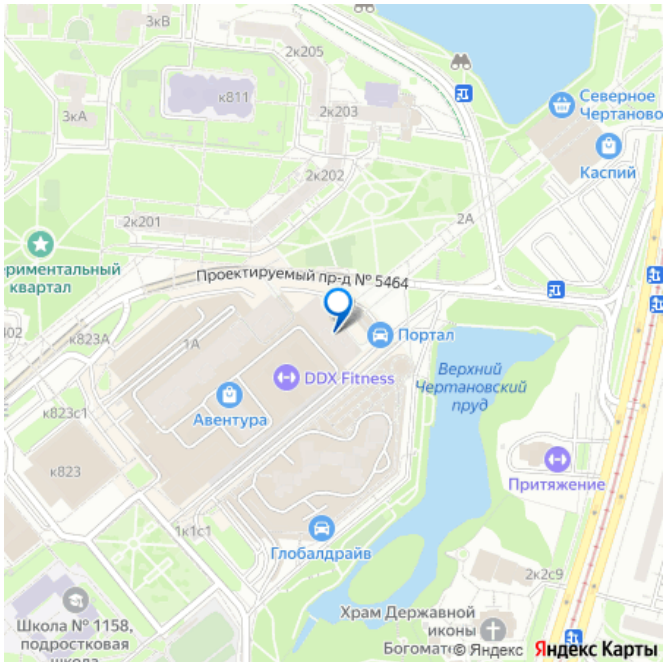 3кВ
2к205
к811
3кА
2к203
Северное
Чертаново
Каспий
2к202
2А
2к201
ериментальный
квартал
Проектируемый пр-д № 5464
402
к823А
1А
Портал
Верхний
Чертановский
пруд
DDX Fitness
Авентура
к823с1
к823
Притяжение
1к1с1
Глобалдрайв
2к2с9
Школа № 1158,
подростковая
школа
Храм Державной
иконы
Богомат
© Яндекс Яндекс Карты